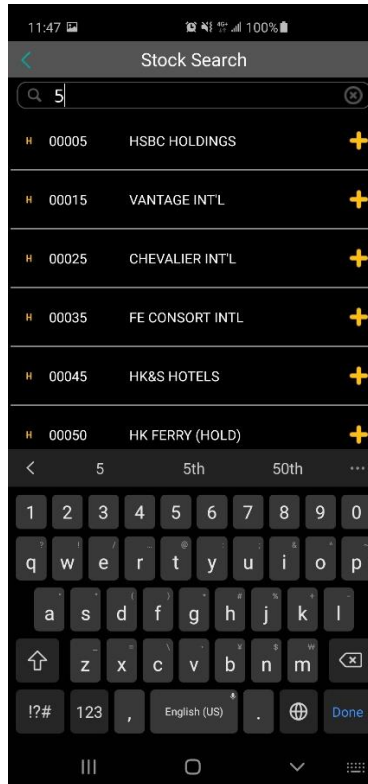 11:47 4G+ 100%
Stock Search
5
H 00005 HSBC HOLDINGS
H 00015 VANTAGE INT'L
H 00025 CHEVALIER INT'L
H 00035 FE CONSORT INTL
H 00045 HK&S HOTELS
H 00050 HK FERRY (HOLD)
5 5th 50th
1 2 3 4 5 6 7 8 9 0
q w e r t y u i o p
a s d f g h j k l
z x c v b n m
!?# 123 , English (US) . Done